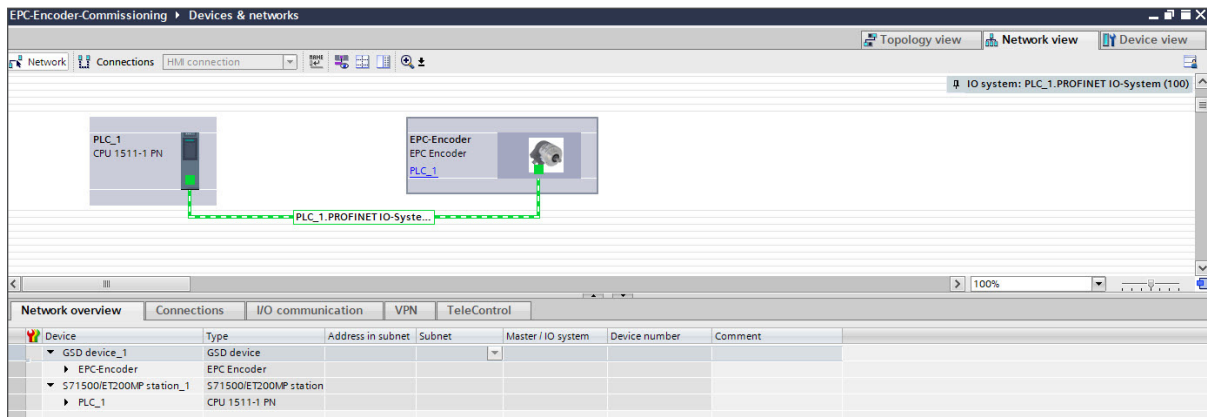 EPC-Encoder-Commissioning ▸ Devices & networks
Topology view Network view Device view
Network Connections HMI connection
IO system: PLC_1.PROFINET IO-System (100)
PLC_1
CPU 1511-1 PN
EPC-Encoder
EPC Encoder
PLC_1
PLC_1.PROFINET IO-Syste...
100%
Network overview Connections I/O communication VPN TeleControl
Device Type Address in subnet Subnet Master / IO system Device number Comment
GSD device_1 GSD device
EPC-Encoder EPC Encoder
S71500/ET200MP station_1 S71500/ET200MP station
PLC_1 CPU 1511-1 PN